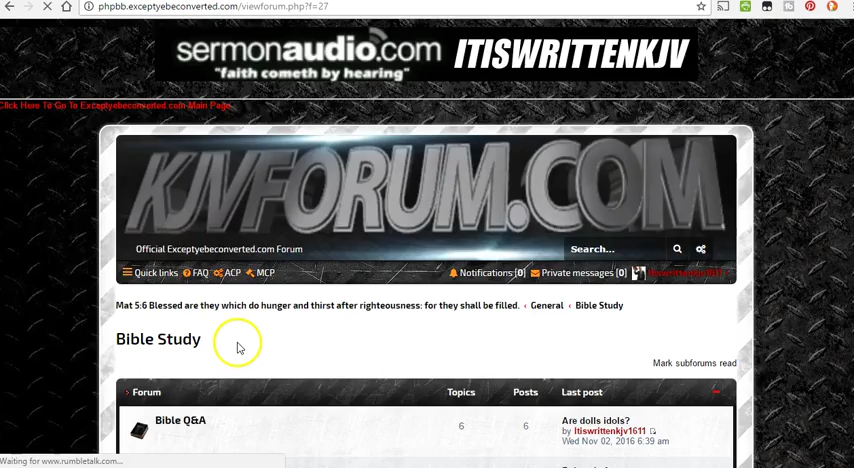 phpbb.exceptyebeconverted.com/viewforum.php?f=27
sermonaudio.com ITISWRITTENKJV
"faith cometh by hearing"
Click Here To Go To Exceptyebeconverted.com Main Page
KJVFORUM.COM
Official Exceptyebeconverted.com Forum Search...
Quick links FAQ ACP MCP Notifications [0] Private messages [0]
Mat 5:6 Blessed are they which do hunger and thirst after righteousness: for they shall be filled. ‹ General ‹ Bible Study
Bible Study
Mark subforums read
Forum Topics Posts Last post
Bible Q&A 6 6 Are dolls idols?
by Itiswrittenkjv1611
Wed Nov 02, 2016 6:39 am
Waiting for www.rumbletalk.com...